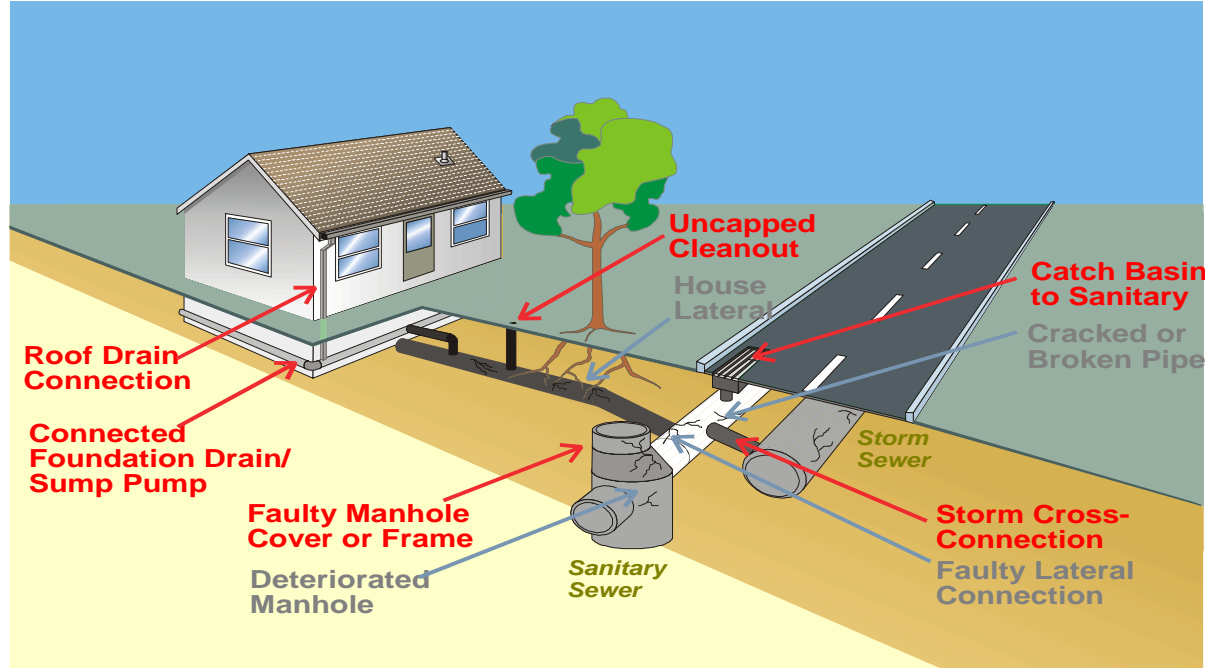 Uncapped
Cleanout
House
Lateral
Catch Basin
to Sanitary
Cracked or
Broken Pipe
Roof Drain
Connection
Connected
Foundation Drain/
Sump Pump
Storm
Sewer
Faulty Manhole
Cover or Frame
Deteriorated
Manhole
Sanitary
Sewer
Storm Cross-
Connection
Faulty Lateral
Connection